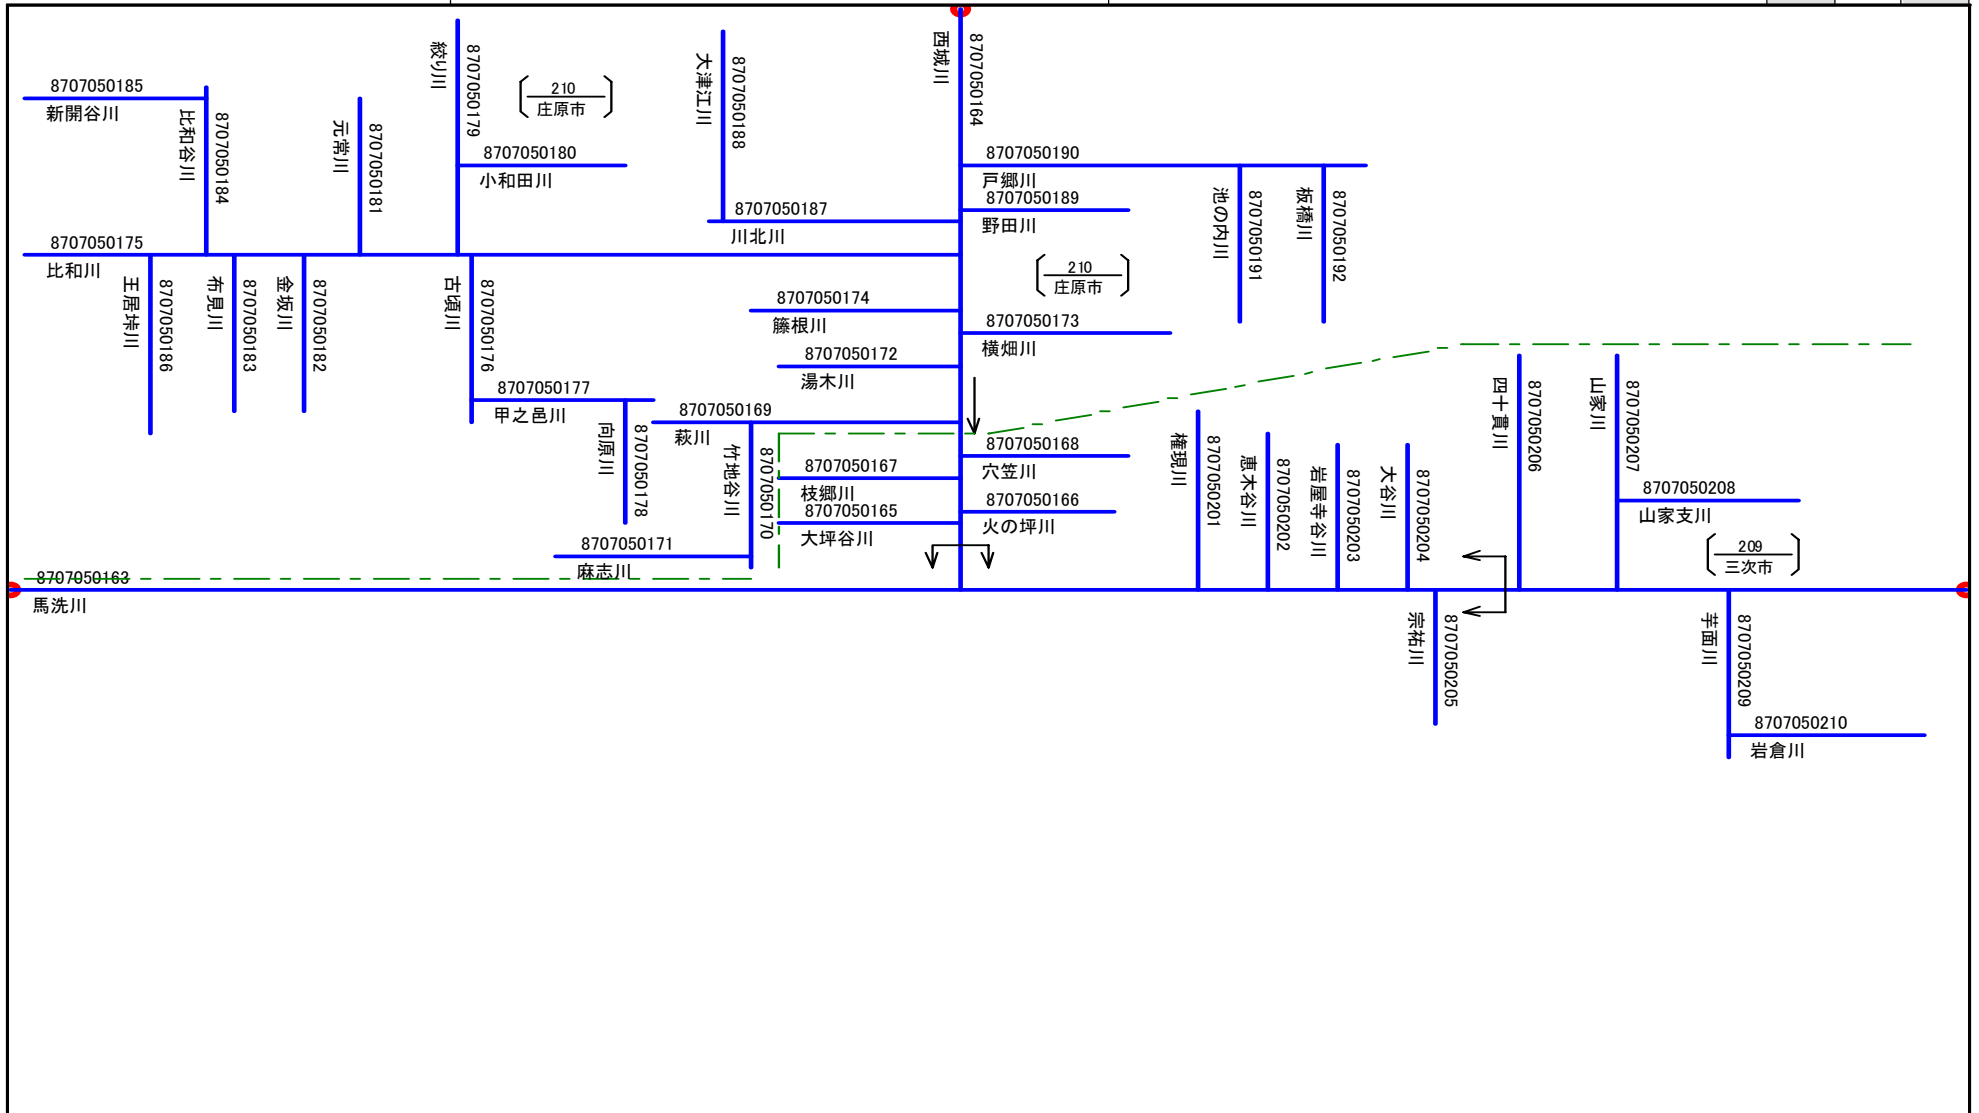 8707050185
新開谷川
比和谷川
8707050184
元常川
8707050181
絞り川
8707050179
210
庄原市
8707050180
小和田川
大津江川
8707050188
8707050187
川北川
西城川
8707050164
8707050190
戸郷川
8707050189
野田川
池の内川
8707050191
板橋川
8707050192
8707050175
比和川
王居垰川
8707050186
布見川
8707050183
金坂川
8707050182
古頃川
8707050176
8707050177
甲之邑川
向原川
8707050178
8707050174
籐根川
8707050172
湯木川
8707050169
萩川
竹地谷川
8707050170
8707050171
麻志川
210
庄原市
8707050173
横畑川
8707050168
穴笠川
8707050167
枝郷川
8707050166
火の坪川
8707050165
大坪谷川
権現川
8707050201
恵木谷川
8707050202
岩屋寺谷川
8707050203
大谷川
8707050204
四十貫川
8707050206
山家川
8707050207
8707050208
山家支川
209
三次市
8707050163
馬洗川
宗祐川
8707050205
芋面川
8707050209
8707050210
岩倉川